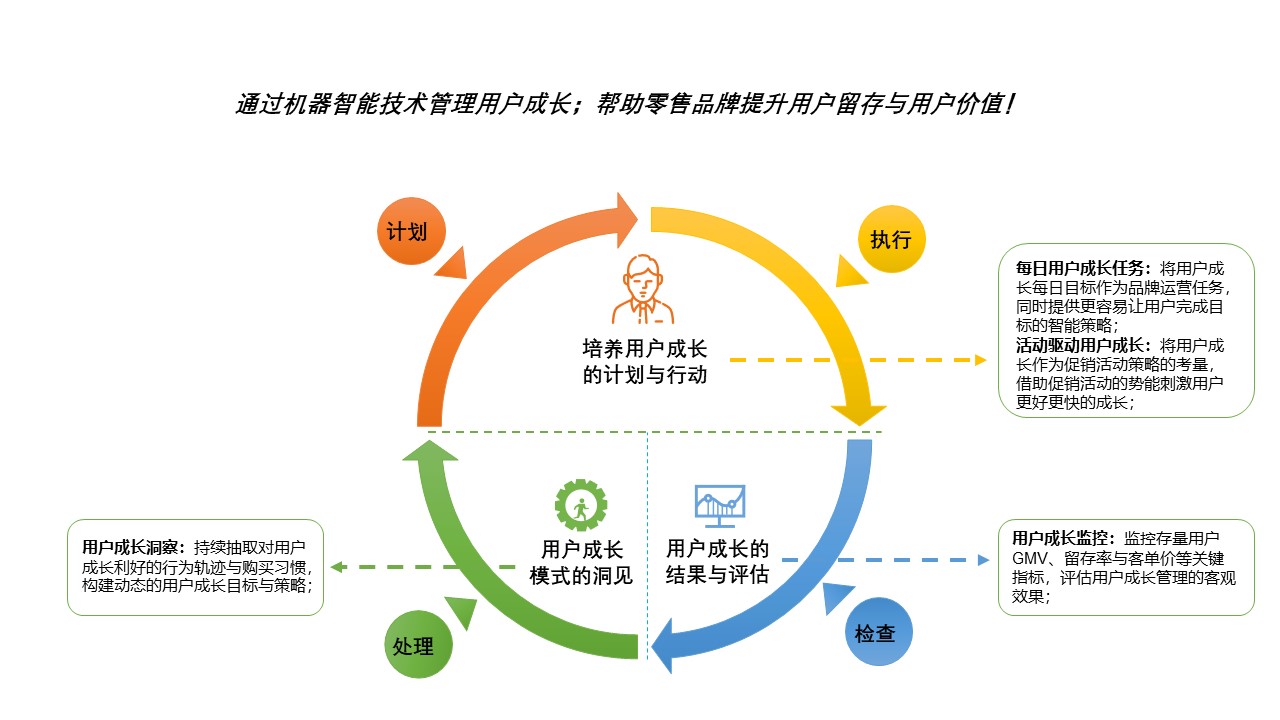 通过机器智能技术管理用户成长；帮助零售品牌提升用户留存与用户价值！
计划
执行
培养用户成长
的计划与行动
每日用户成长任务：将用户成
长每日目标作为品牌运营任务，
同时提供更容易让用户完成目
标的智能策略；
活动驱动用户成长：将用户成
长作为促销活动策略的考量，
借助促销活动的势能刺激用户
更好更快的成长；
用户成长
模式的洞见
用户成长的
结果与评估
用户成长洞察：持续抽取对用户
成长利好的行为轨迹与购买习惯，
构建动态的用户成长目标与策略；
用户成长监控：监控存量用户
GMV、留存率与客单价等关键
指标，评估用户成长管理的客观
效果；
处理
检查